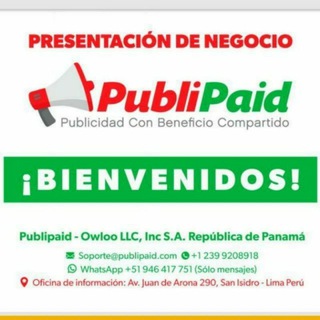 PRESENTACIÓN DE NEGOCIO
PubliPaid
Publicidad Con Beneficio Compartido
¡BIENVENIDOS!
Publipaid - Owloo LLC, Inc S.A. República de Panamá
Soporte@publipaid.com +1 239 9208918
WhatsApp +51 946 417 751 (Sólo mensajes)
Oficina de información: Av. Juan de Arona 290, San Isidro - Lima Perú